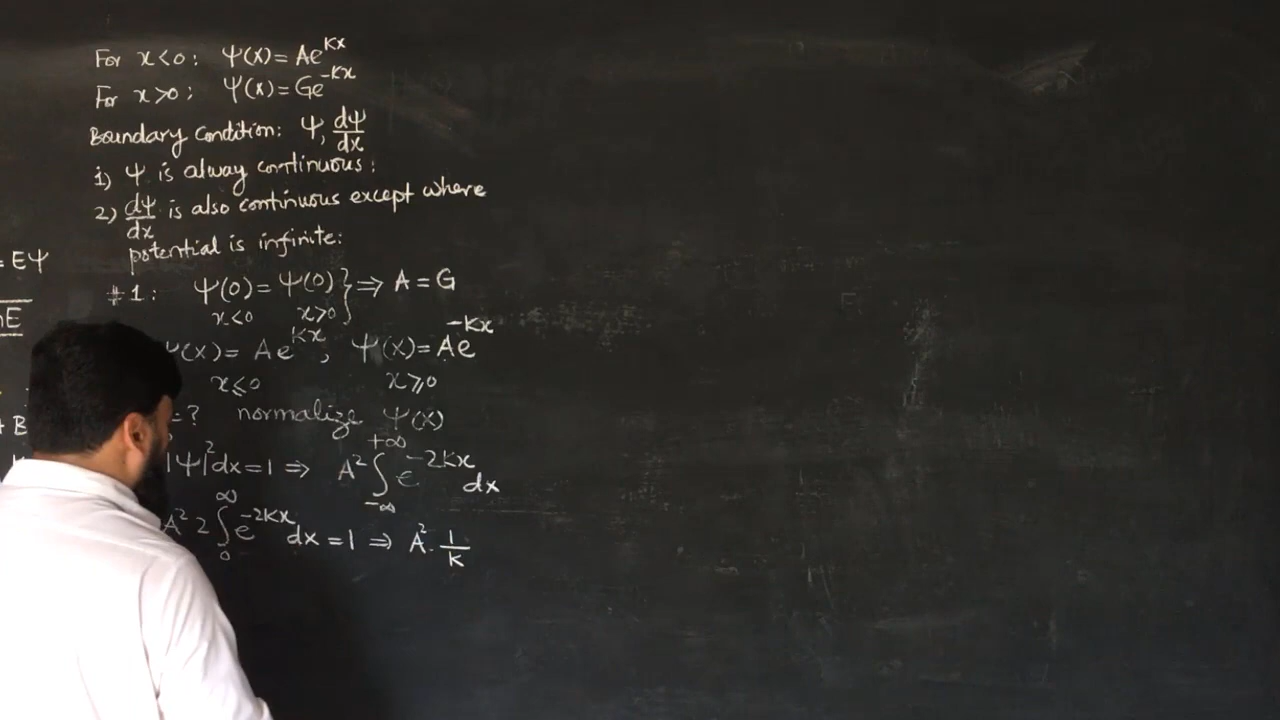 For x<0: Ψ(x) = Ae^{Kx}
For x>0; Ψ(x) = Ge^{-Kx}
Boundary Condition: Ψ, dΨ/dx
1) Ψ is alway continuous:
2) dΨ/dx is also continuous except where
potential is infinite:
= EΨ
#1: Ψ(0) = Ψ(0) } ⇒ A = G
x<0 x>0
Ψ(x) = Ae^{Kx}, Ψ(x) = Ae^{-Kx}
x≤0 x≥0
=? normalize Ψ(x)
|Ψ|²dx = 1 ⇒ A² ∫_{-∞}^{+∞} e^{-2Kx} dx
A² 2 ∫_0^∞ e^{-2Kx} dx = 1 ⇒ A². 1/K